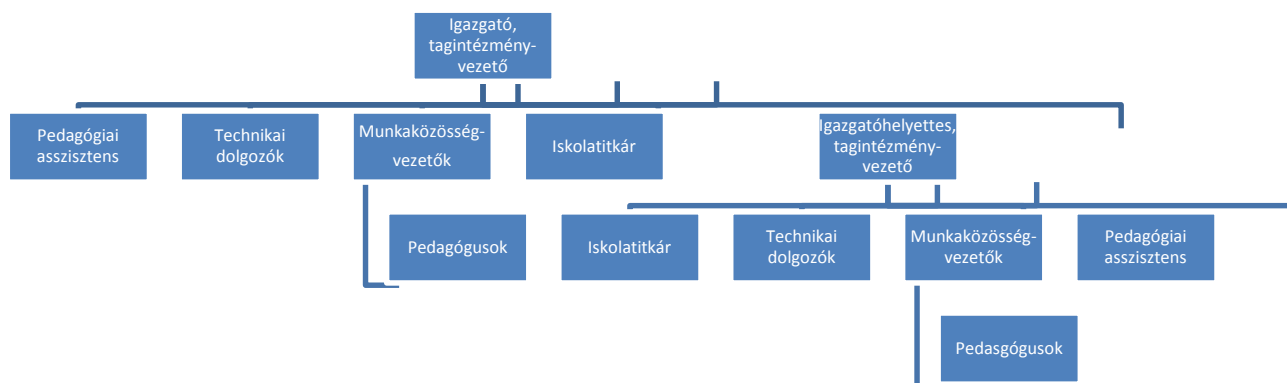 Igazgató,
tagintézmény-
vezető
Pedagógiai
asszisztens
Technikai
dolgozók
Munkaközösség-
vezetők
Iskolatitkár
Igazgatóhelyettes,
tagintézmény-
vezető
Pedagógusok
Iskolatitkár
Technikai
dolgozók
Munkaközösség-
vezetők
Pedagógiai
asszisztens
Pedasgógusok